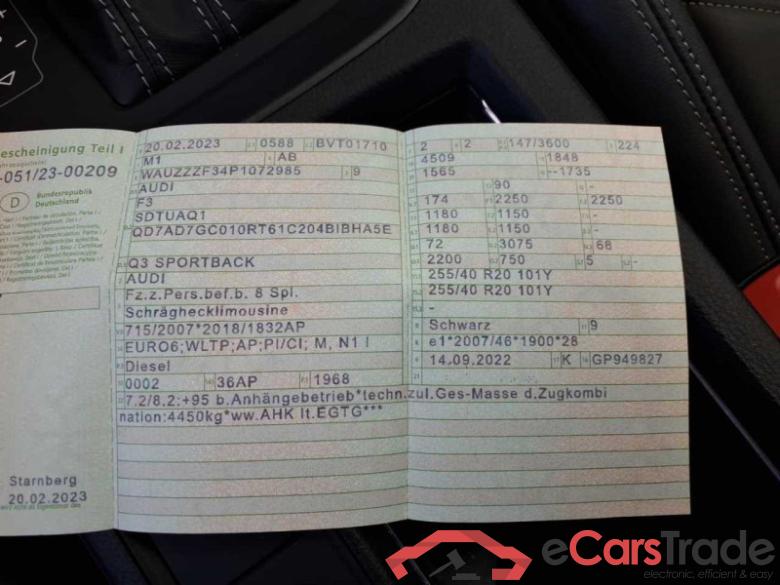 escheinigung Teil I
-051/23-00209
D Bundesrepublik
Deutschland
Starnberg
20.02.2023
20.02.2023 0588 BVT01710
M1 AB
WAUZZZF34P1072985 9
AUDI
F3
SDTUAQ1
QD7AD7GC010RT61C204BIBHA5E
Q3 SPORTBACK
AUDI
Fz.z.Pers.bef.b. 8 Spl.
Schräghecklimousine
715/2007*2018/1832AP
EURO6;WLTP;AP;PI/CI; M, N1 I
Diesel
0002 36AP 1968
7.2/8.2:+95 b.Anhängebetrieb*techn.zul.Ges-Masse d.Zugkombi
nation:4450kg*ww.AHK lt.EGTG***
2 2 147/3600 224
4509 1848
1565 --1735
90 -
174 2250 2250
1180 1150 -
1180 1150 -
72 3075 68
2200 750 5 -
255/40 R20 101Y
255/40 R20 101Y
-
Schwarz 9
e1*2007/46*1900*28
14.09.2022 K GP949827
eCarsTrade
electronic, efficient & easy